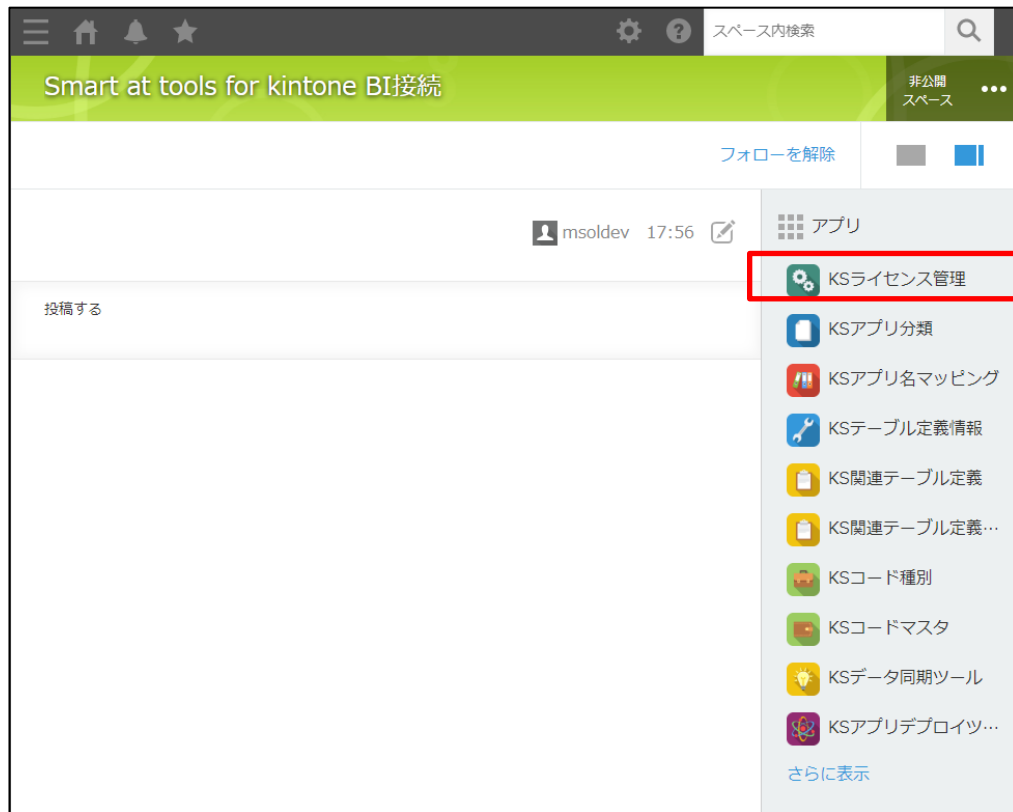 スペース内検索
Smart at tools for kintone BI接続
非公開
スペース
フォローを解除
msoldev 17:56
投稿する
アプリ
KSライセンス管理
KSアプリ分類
KSアプリ名マッピング
KSテーブル定義情報
KS関連テーブル定義
KS関連テーブル定義…
KSコード種別
KSコードマスタ
KSデータ同期ツール
KSアプリデプロイツ…
さらに表示